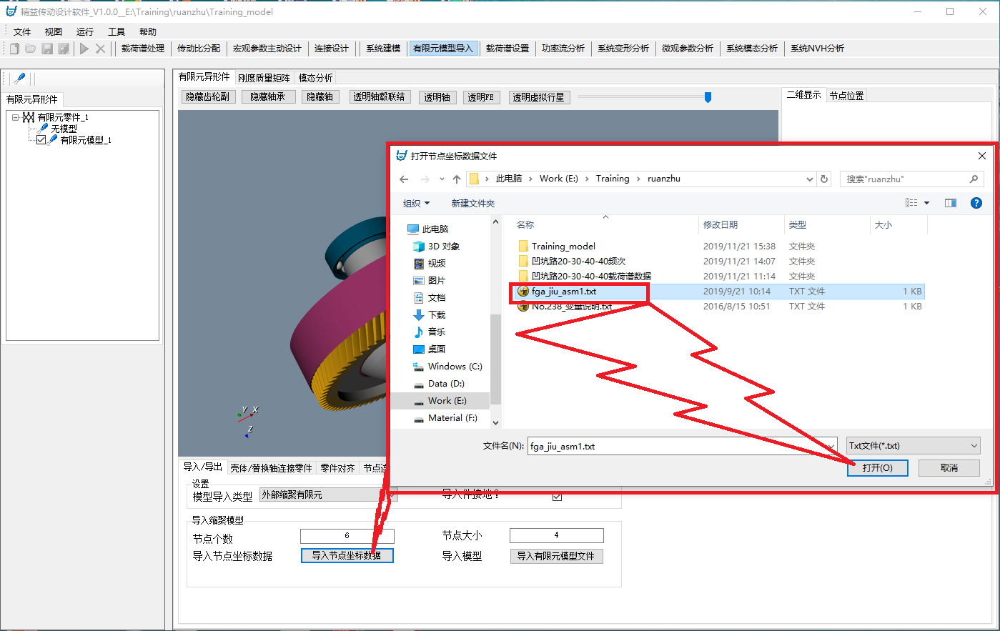 精益传动设计软件_V1.0.0__E:\Training\ruanzhu\Training_model
文件 视图 运行 工具 帮助
载荷谱处理 传动比分配 宏观参数主动设计 连接设计 系统建模 有限元模型导入 载荷谱设置 功率流分析 系统变形分析 微观参数分析 系统模态分析 系统NVH分析
有限元异形件
有限元零件_1
无模型
有限元模型_1
有限元异形件 刚度质量矩阵 模态分析
隐藏齿轮副 隐藏轴承 隐藏轴 透明轴毂联结 透明轴 透明FE 透明虚拟行星
二维显示 节点位置
Y X
Z
打开节点坐标数据文件
此电脑 › Work (E:) › Training › ruanzhu
搜索"ruanzhu"
组织 新建文件夹
此电脑
3D 对象
视频
图片
文档
下载
音乐
桌面
Windows (C:)
Data (D:)
Work (E:)
Material (F:)
名称 修改日期 类型 大小
Training_model 2019/11/21 15:38 文件夹
凹坑路20-30-40-40频次 2019/11/21 14:07 文件夹
凹坑路20-30-40-40载荷谱数据 2019/11/21 11:14 文件夹
fga_jiu_asm1.txt 2019/9/21 10:14 TXT 文件 1 KB
No.238_变量说明.txt 2016/8/15 10:51 TXT 文件 1 KB
文件名(N): fga_jiu_asm1.txt Txt文件(*.txt)
打开(O) 取消
导入/导出 壳体/替换轴连接零件 零件对齐 节点连
设置
模型导入类型 外部缩聚有限元 导入件接地？
导入缩聚模型
节点个数 6 节点大小 4
导入节点坐标数据 导入节点坐标数据 导入模型 导入有限元模型文件